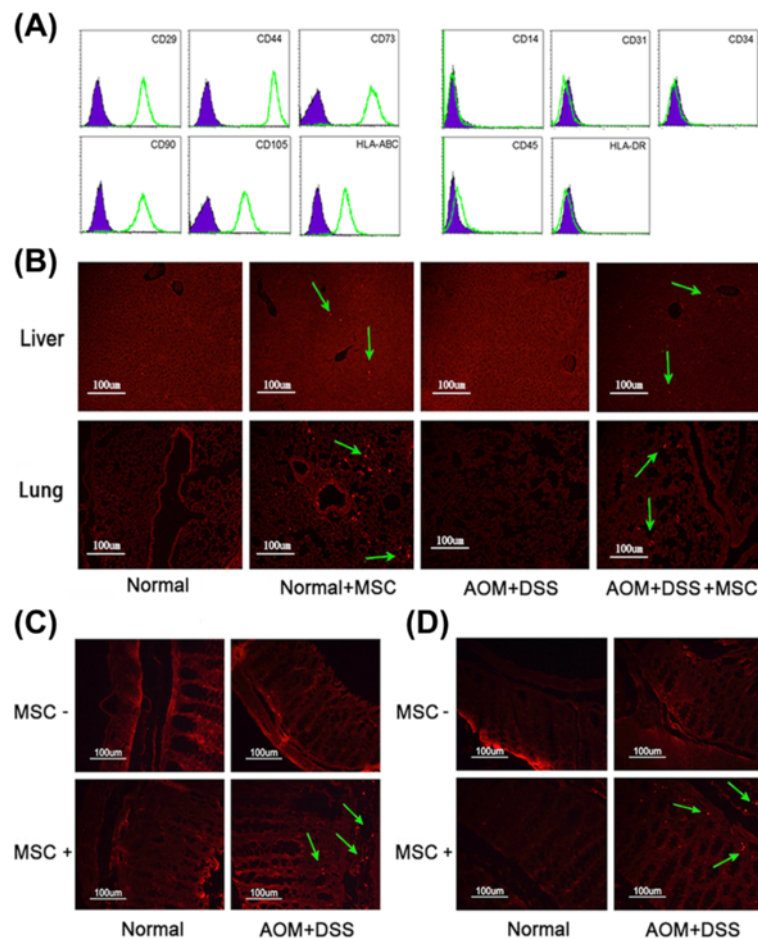 (A)
CD29 CD44 CD73 CD14 CD31 CD34
CD90 CD105 HLA-ABC CD45 HLA-DR
(B)
Liver
100um 100um 100um 100um
Lung
100um 100um 100um 100um
Normal Normal+MSC AOM+DSS AOM+DSS+MSC
(C) (D)
MSC - MSC -
100um 100um 100um 100um
MSC + MSC +
100um 100um 100um 100um
Normal AOM+DSS Normal AOM+DSS